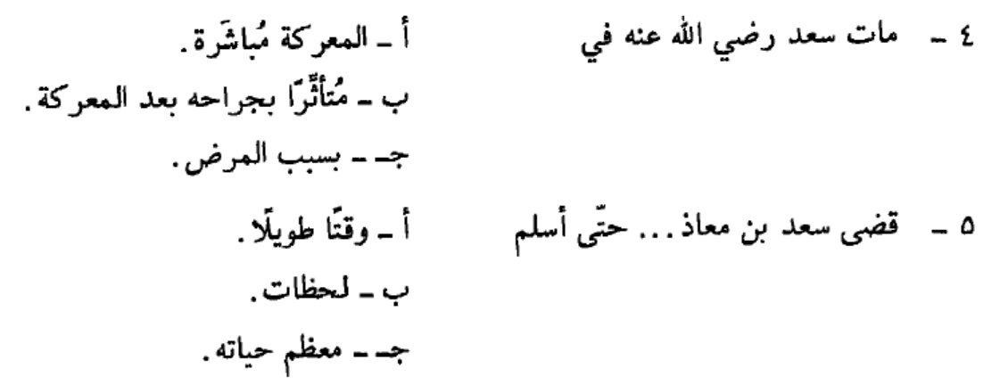 ٤ ـ مات سعد رضي الله عنه في أ ـ المعركة مُباشَرة.
ب ـ مُتأثِّرًا بجراحه بعد المعركة.
جـ ـ بسبب المرض.
٥ ـ قضى سعد بن معاذ ... حتّى أسلم أ ـ وقتًا طويلًا.
ب ـ لحظات.
جـ ـ معظم حياته.